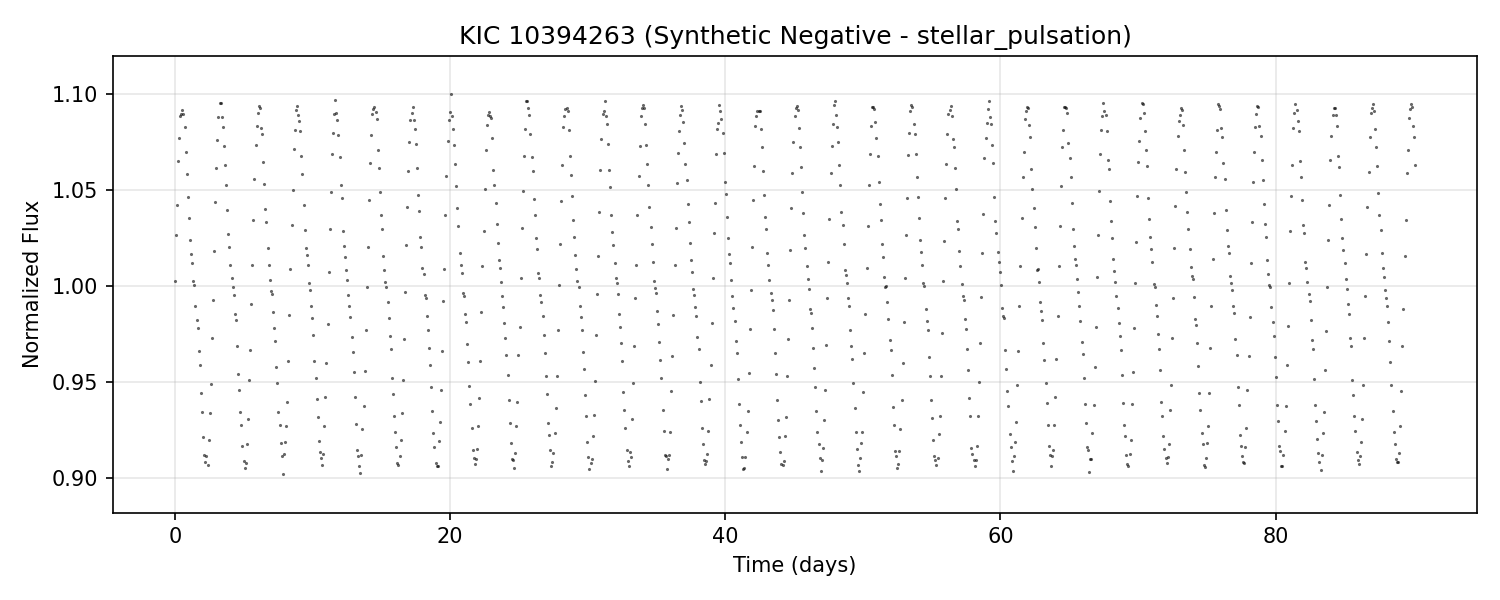 KIC 10394263 (Synthetic Negative - stellar_pulsation)
1.10
1.05
1.00
0.95
0.90
Normalized Flux
0 20 40 60 80
Time (days)